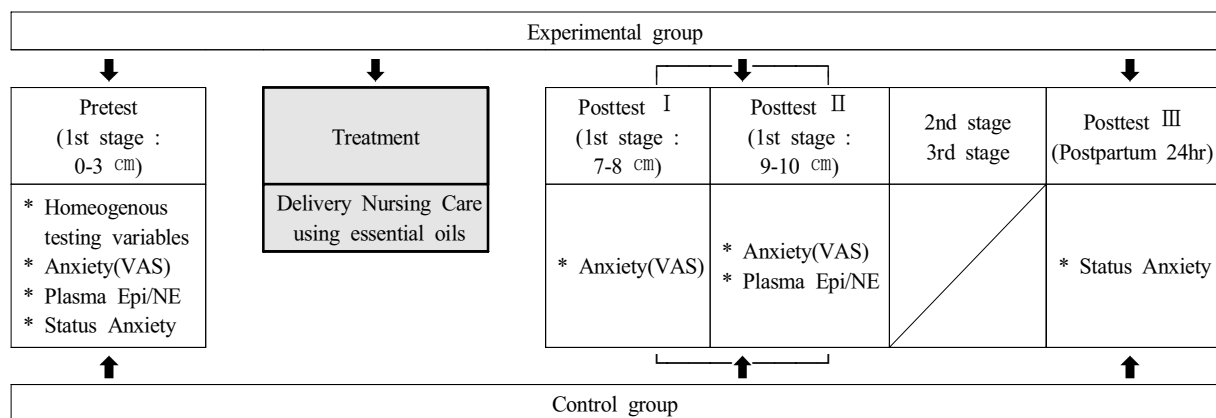 Experimental group
Pretest
(1st stage :
0-3 ㎝)
* Homeogenous
testing variables
* Anxiety(VAS)
* Plasma Epi/NE
* Status Anxiety
Treatment
Delivery Nursing Care
using essential oils
Posttest Ⅰ
(1st stage :
7-8 ㎝)
* Anxiety(VAS)
Posttest Ⅱ
(1st stage :
9-10 ㎝)
* Anxiety(VAS)
* Plasma Epi/NE
2nd stage
3rd stage
Posttest Ⅲ
(Postpartum 24hr)
* Status Anxiety
Control group